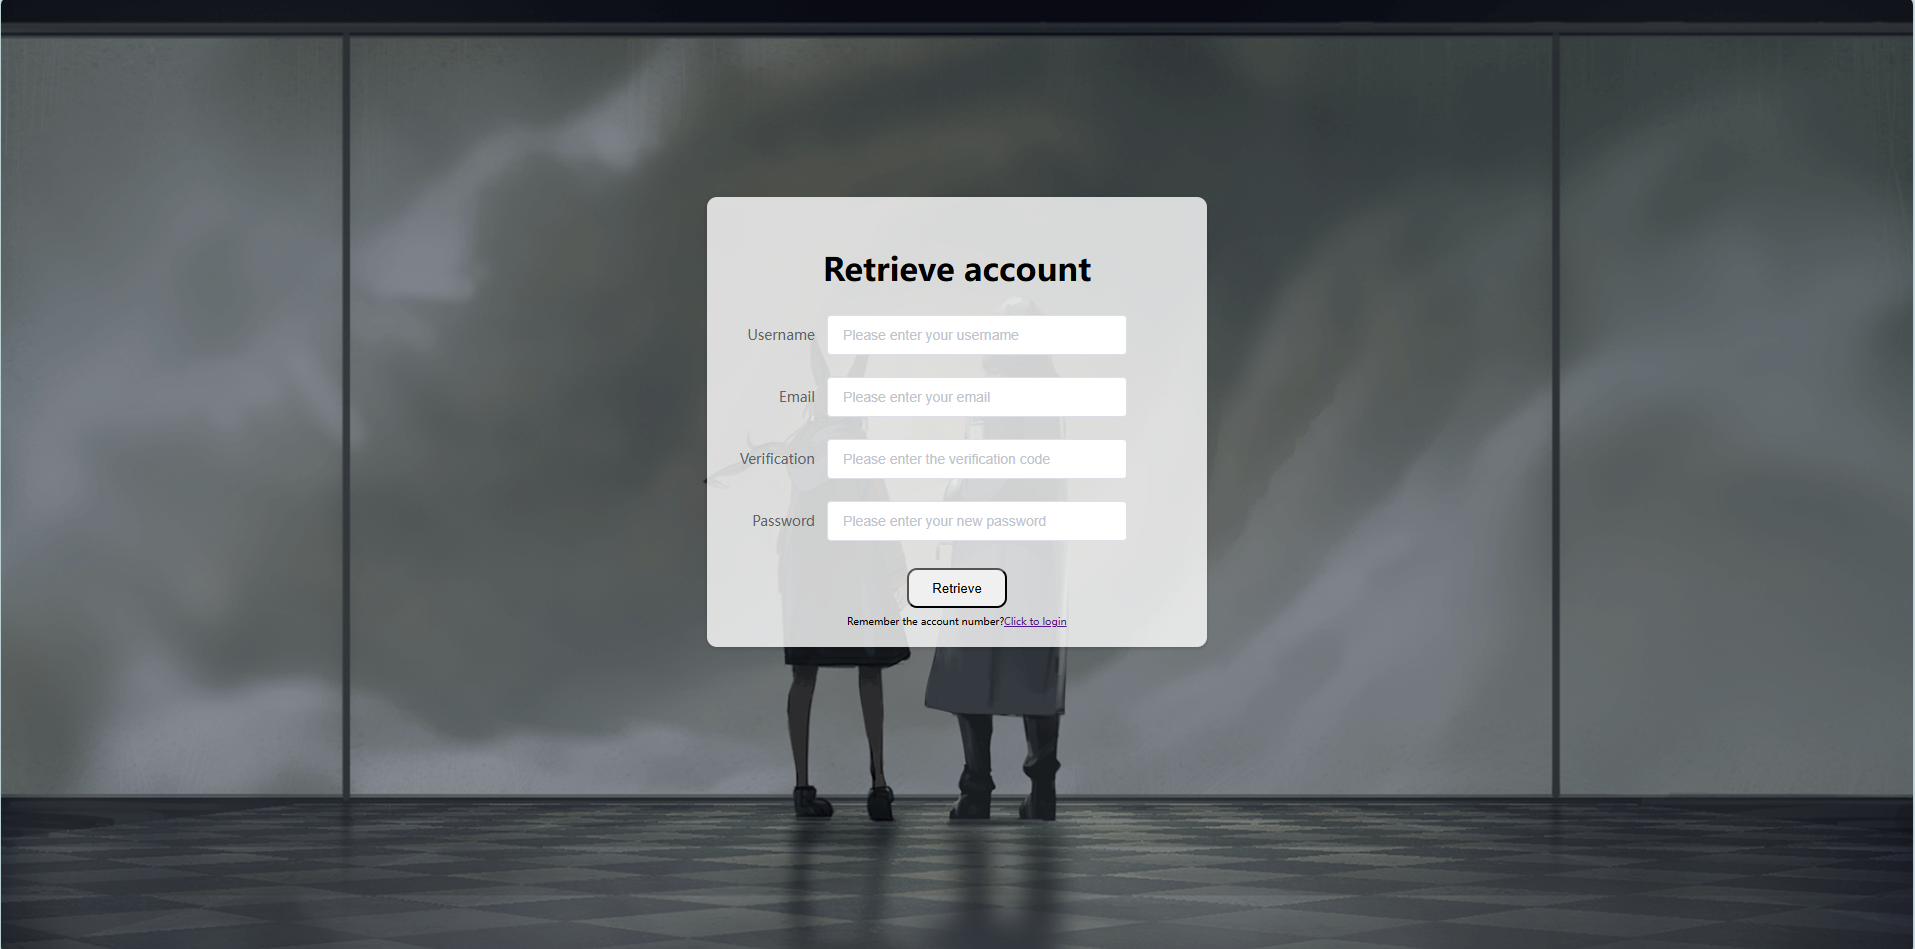 Retrieve account
Username Please enter your username
Email Please enter your email
Verification Please enter the verification code
Password Please enter your new password
Retrieve
Remember the account number?Click to login